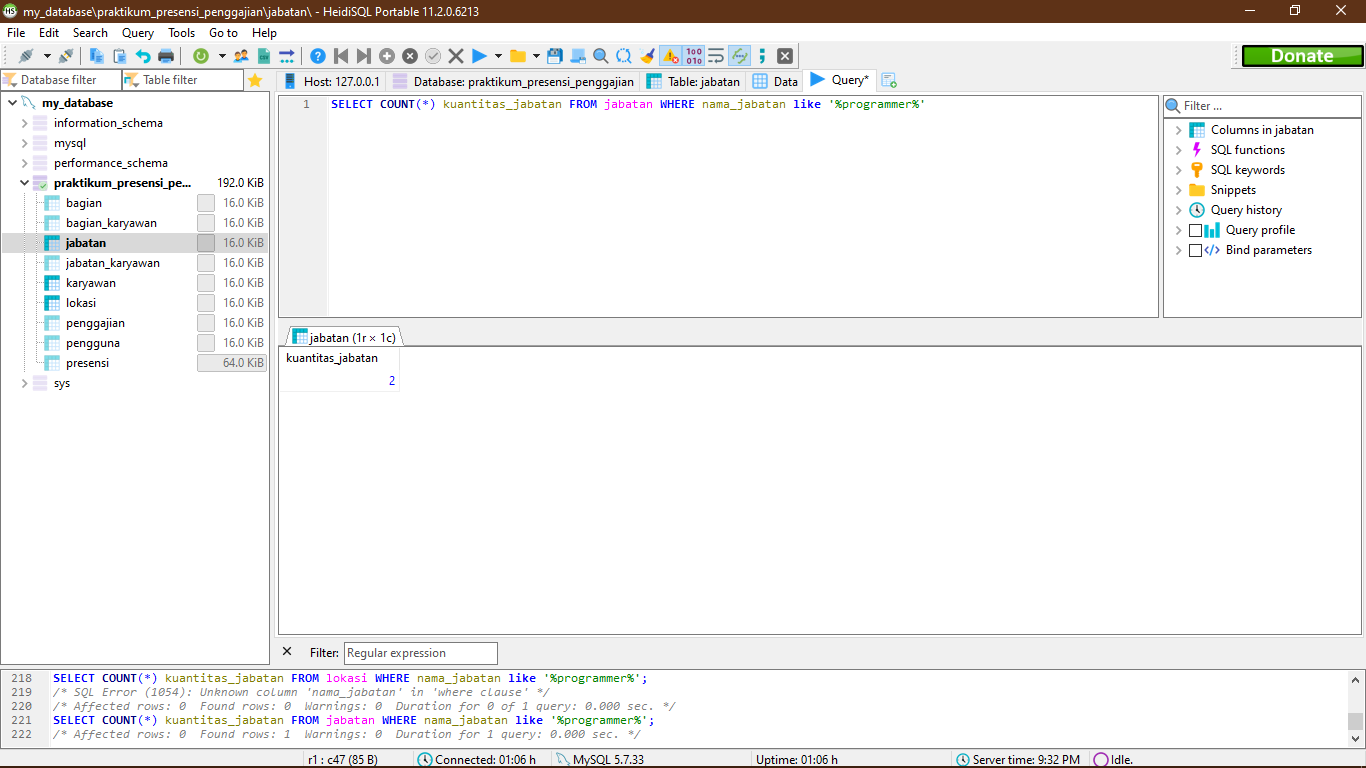 HS my_database\praktikum_presensi_penggajian\jabatan\ - HeidiSQL Portable 11.2.0.6213
File Edit Search Query Tools Go to Help
Donate
Database filter Table filter
Host: 127.0.0.1 Database: praktikum_presensi_penggajian Table: jabatan Data Query*
my_database
information_schema
mysql
performance_schema
praktikum_presensi_pe... 192.0 KiB
bagian 16.0 KiB
bagian_karyawan 16.0 KiB
jabatan 16.0 KiB
jabatan_karyawan 16.0 KiB
karyawan 16.0 KiB
lokasi 16.0 KiB
penggajian 16.0 KiB
pengguna 16.0 KiB
presensi 64.0 KiB
sys
1 SELECT COUNT(*) kuantitas_jabatan FROM jabatan WHERE nama_jabatan like '%programmer%'
Filter ...
Columns in jabatan
SQL functions
SQL keywords
Snippets
Query history
Query profile
Bind parameters
jabatan (1r × 1c)
kuantitas_jabatan
2
Filter: Regular expression
218 SELECT COUNT(*) kuantitas_jabatan FROM lokasi WHERE nama_jabatan like '%programmer%';
219 /* SQL Error (1054): Unknown column 'nama_jabatan' in 'where clause' */
220 /* Affected rows: 0  Found rows: 0  Warnings: 0  Duration for 0 of 1 query: 0.000 sec. */
221 SELECT COUNT(*) kuantitas_jabatan FROM jabatan WHERE nama_jabatan like '%programmer%';
222 /* Affected rows: 0  Found rows: 1  Warnings: 0  Duration for 1 query: 0.000 sec. */
r1 : c47 (85 B) Connected: 01:06 h MySQL 5.7.33 Uptime: 01:06 h Server time: 9:32 PM Idle.